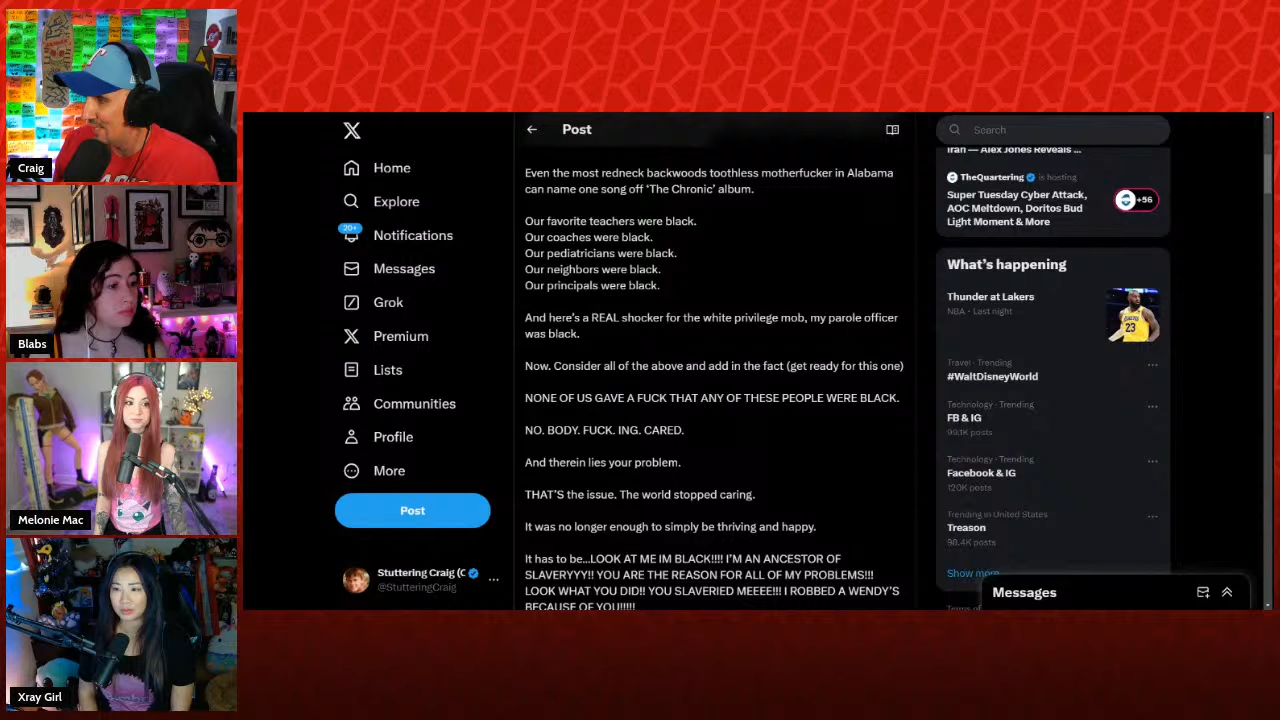 Craig
Blabs
Melonie Mac
Xray Girl
Home
Explore
20+
Notifications
Messages
Grok
Premium
Lists
Communities
Profile
More
Post
Stuttering Craig (C
@StutteringCraig
Post
Even the most redneck backwoods toothless motherfucker in Alabama
can name one song off 'The Chronic' album.
Our favorite teachers were black.
Our coaches were black.
Our pediatricians were black.
Our neighbors were black.
Our principals were black.
And here's a REAL shocker for the white privilege mob, my parole officer
was black.
Now. Consider all of the above and add in the fact (get ready for this one)
NONE OF US GAVE A FUCK THAT ANY OF THESE PEOPLE WERE BLACK.
NO. BODY. FUCK. ING. CARED.
And therein lies your problem.
THAT'S the issue. The world stopped caring.
It was no longer enough to simply be thriving and happy.
It has to be...LOOK AT ME IM BLACK!!!! I'M AN ANCESTOR OF
SLAVERYYY!! YOU ARE THE REASON FOR ALL OF MY PROBLEMS!!!
LOOK WHAT YOU DID!! YOU SLAVERIED MEEEE!!! I ROBBED A WENDY'S
BECAUSE OF YOU!!!!!
Search
Iran — Alex Jones Reveals ...
TheQuartering is hosting
Super Tuesday Cyber Attack,
AOC Meltdown, Doritos Bud
Light Moment & More
+56
What's happening
Thunder at Lakers
NBA · Last night
23
Travel · Trending
#WaltDisneyWorld
Technology · Trending
FB & IG
99.1K posts
Technology · Trending
Facebook & IG
120K posts
Trending in United States
Treason
98.4K posts
Show more
Terms of
Messages